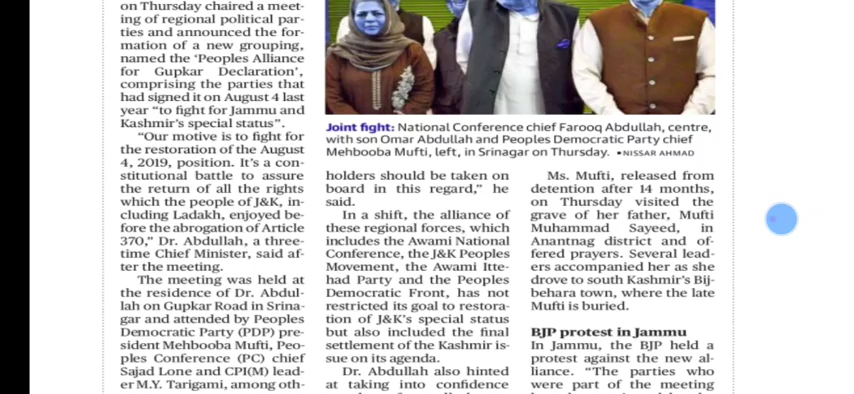 on Thursday chaired a meet-
ing of regional political par-
ties and announced the for-
mation of a new grouping,
named the ‘Peoples Alliance
for Gupkar Declaration’,
comprising the parties that
had signed it on August 4 last
year “to fight for Jammu and
Kashmir’s special status”.
“Our motive is to fight for
the restoration of the August
4, 2019, position. It’s a con-
stitutional battle to assure
the return of all the rights
which the people of J&K, in-
cluding Ladakh, enjoyed be-
fore the abrogation of Article
370,” Dr. Abdullah, a three-
time Chief Minister, said af-
ter the meeting.
The meeting was held at
the residence of Dr. Abdul-
lah on Gupkar Road in Srina-
gar and attended by Peoples
Democratic Party (PDP) pre-
sident Mehbooba Mufti, Peo-
ples Conference (PC) chief
Sajad Lone and CPI(M) lead-
er M.Y. Tarigami, among oth-
Joint fight: National Conference chief Farooq Abdullah, centre,
with son Omar Abdullah and Peoples Democratic Party chief
Mehbooba Mufti, left, in Srinagar on Thursday. •NISSAR AHMAD
holders should be taken on
board in this regard,” he
said.
In a shift, the alliance of
these regional forces, which
includes the Awami National
Conference, the J&K Peoples
Movement, the Awami Itte-
had Party and the Peoples
Democratic Front, has not
restricted its goal to restora-
tion of J&K’s special status
but also included the final
settlement of the Kashmir is-
sue on its agenda.
Dr. Abdullah also hinted
at taking into confidence
Ms. Mufti, released from
detention after 14 months,
on Thursday visited the
grave of her father, Mufti
Muhammad Sayeed, in
Anantnag district and of-
fered prayers. Several lead-
ers accompanied her as she
drove to south Kashmir’s Bij-
behara town, where the late
Mufti is buried.
BJP protest in Jammu
In Jammu, the BJP held a
protest against the new al-
liance. “The parties who
were part of the meeting